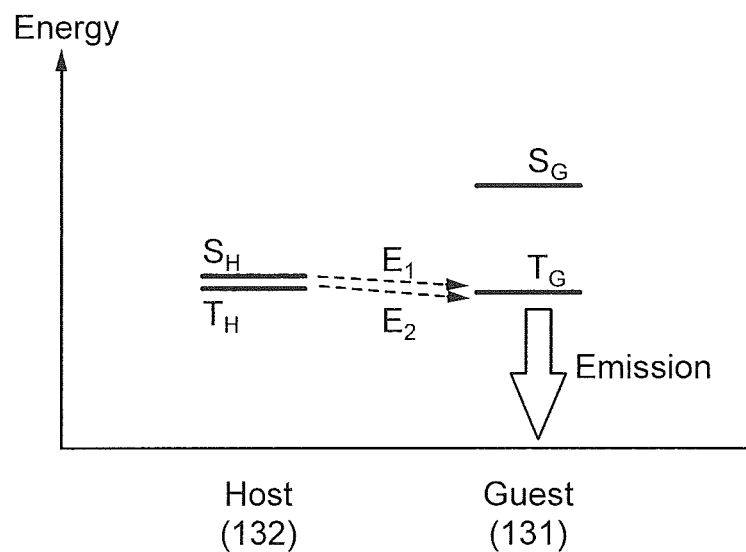 Energy
S_G
S_H
E_1
T_G
T_H
E_2
Emission
Host
(132)
Guest
(131)